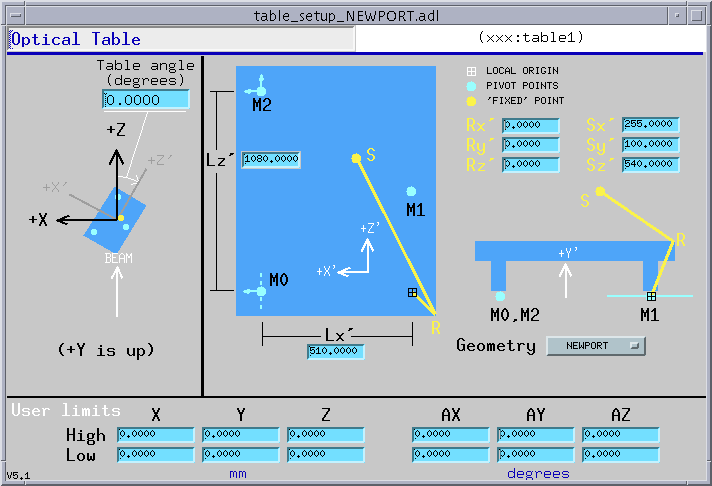 table_setup_NEWPORT.adl
Optical Table
(xxx:table1)
Table angle
(degrees)
0.0000
+Z
+Z'
+X'
+X
BEAM
(+Y is up)
M2
Lz´
1080.0000
S
M1
+Z'
+X'
M0
R
Lx´
510.0000
LOCAL ORIGIN
PIVOT POINTS
'FIXED' POINT
Rx´ 0.0000 Sx´ 255.0000
Ry´ 0.0000 Sy´ 100.0000
Rz´ 0.0000 Sz´ 540.0000
S
R
+Y'
M0,M2 M1
Geometry NEWPORT
User limits X Y Z AX AY AZ
High 0.0000 0.0000 0.0000 0.0000 0.0000 0.0000
Low 0.0000 0.0000 0.0000 0.0000 0.0000 0.0000
V5.1 mm degrees